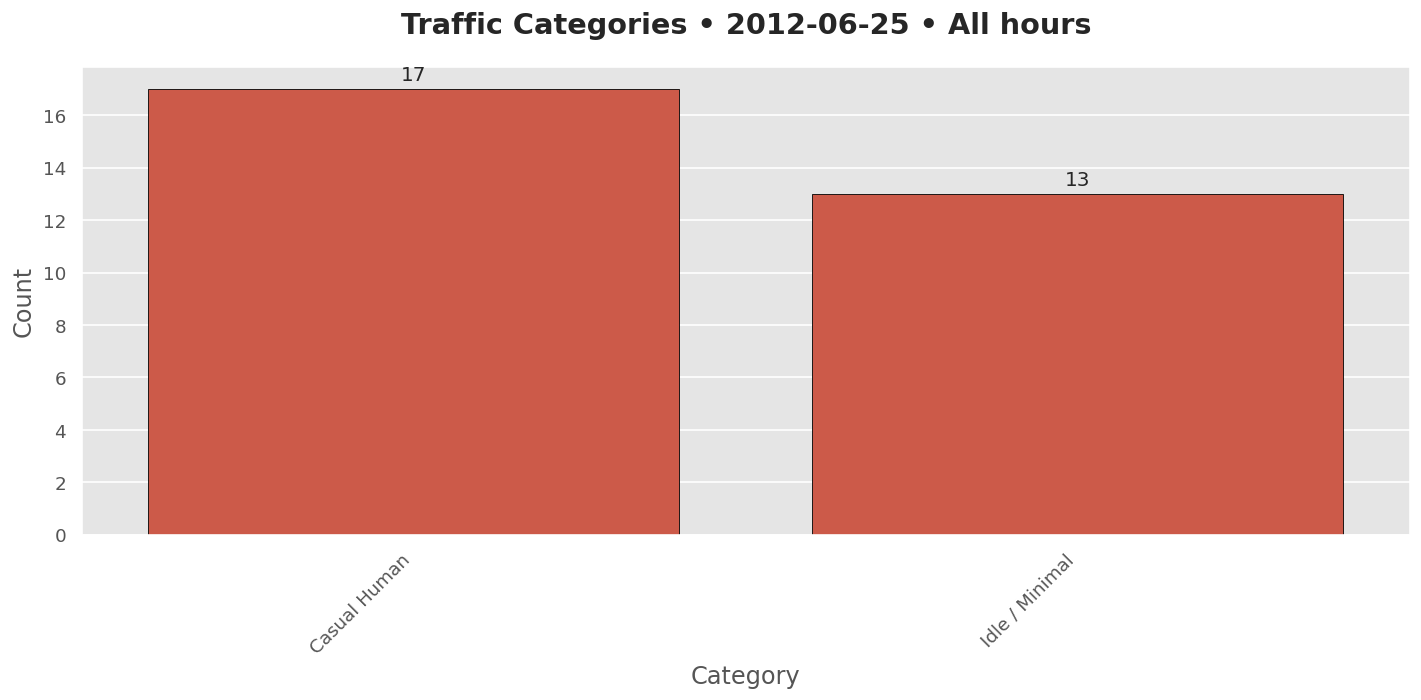 Traffic Categories • 2012-06-25 • All hours
17
13
16
14
12
10
8
6
4
2
0
Count
Casual Human
Idle / Minimal
Category